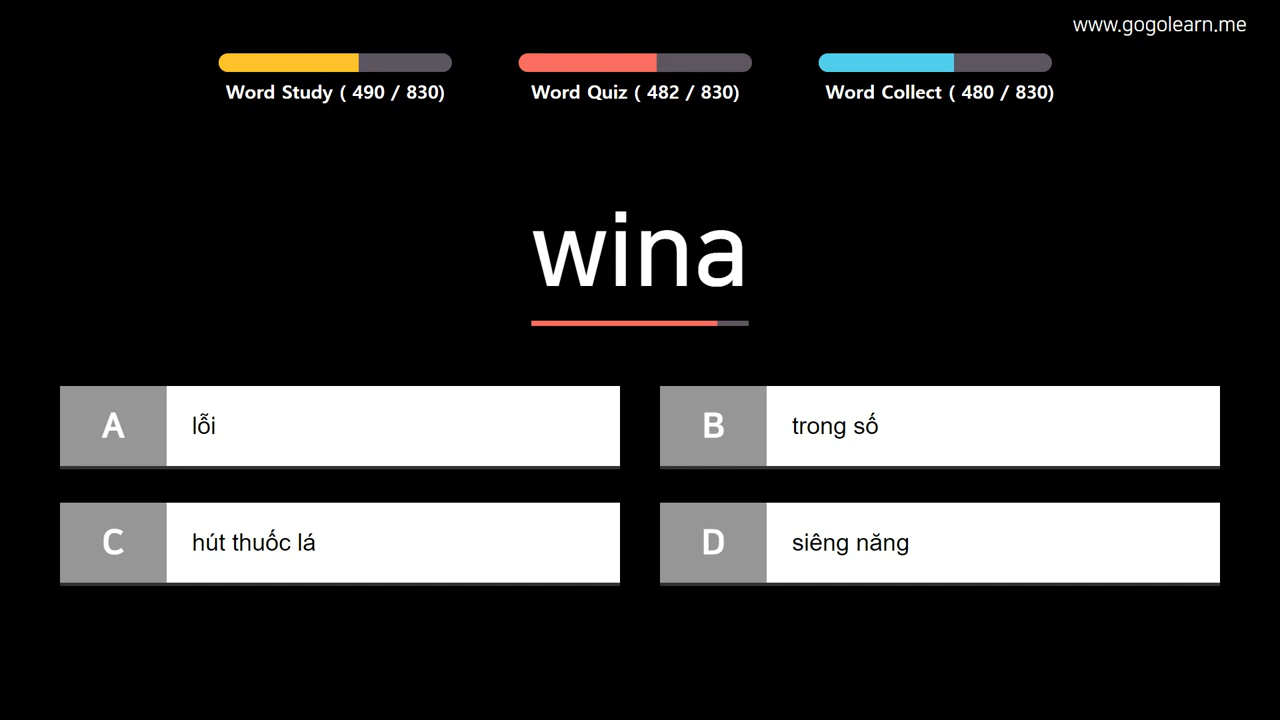 www.gogolearn.me
Word Study ( 490 / 830)
Word Quiz ( 482 / 830)
Word Collect ( 480 / 830)
wina
A lỗi
B trong số
C hút thuốc lá
D siêng năng